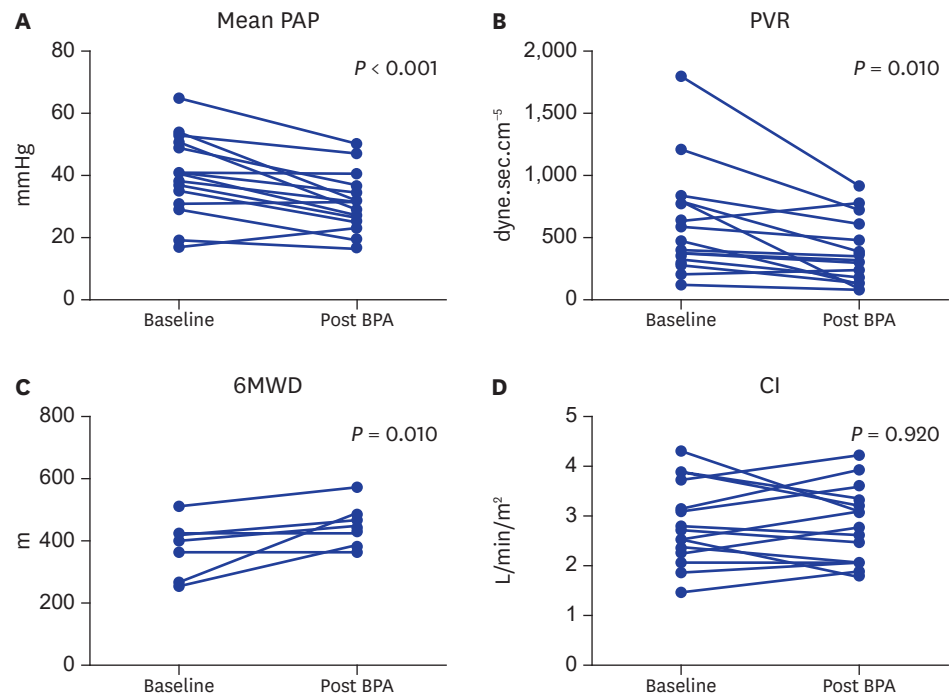 A Mean PAP
80
60
40
20
0
mmHg
P < 0.001
Baseline Post BPA
B PVR
2,000
1,500
1,000
500
0
dyne.sec.cm⁻⁵
P = 0.010
Baseline Post BPA
C 6MWD
800
600
400
200
0
m
P = 0.010
Baseline Post BPA
D CI
5
4
3
2
1
0
L/min/m²
P = 0.920
Baseline Post BPA